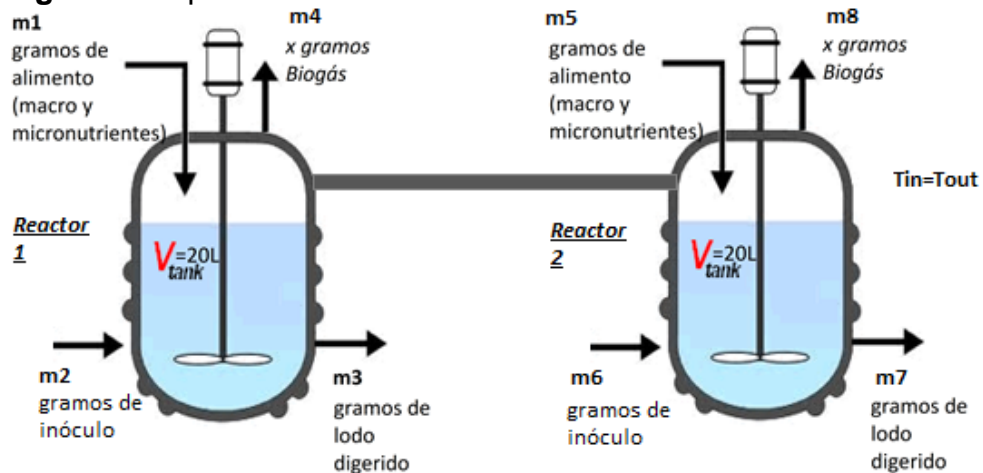 m1
gramos de
alimento
(macro y
micronutrientes)
m4
x gramos
Biogás
Reactor
1
V=20L
tank
m2
gramos de
inóculo
m3
gramos de
lodo
digerido
m5
gramos de
alimento
(macro y
micronutrientes)
m8
x gramos
Biogás
Tin=Tout
Reactor
2
V=20L
tank
m6
gramos de
inóculo
m7
gramos de
lodo
digerido